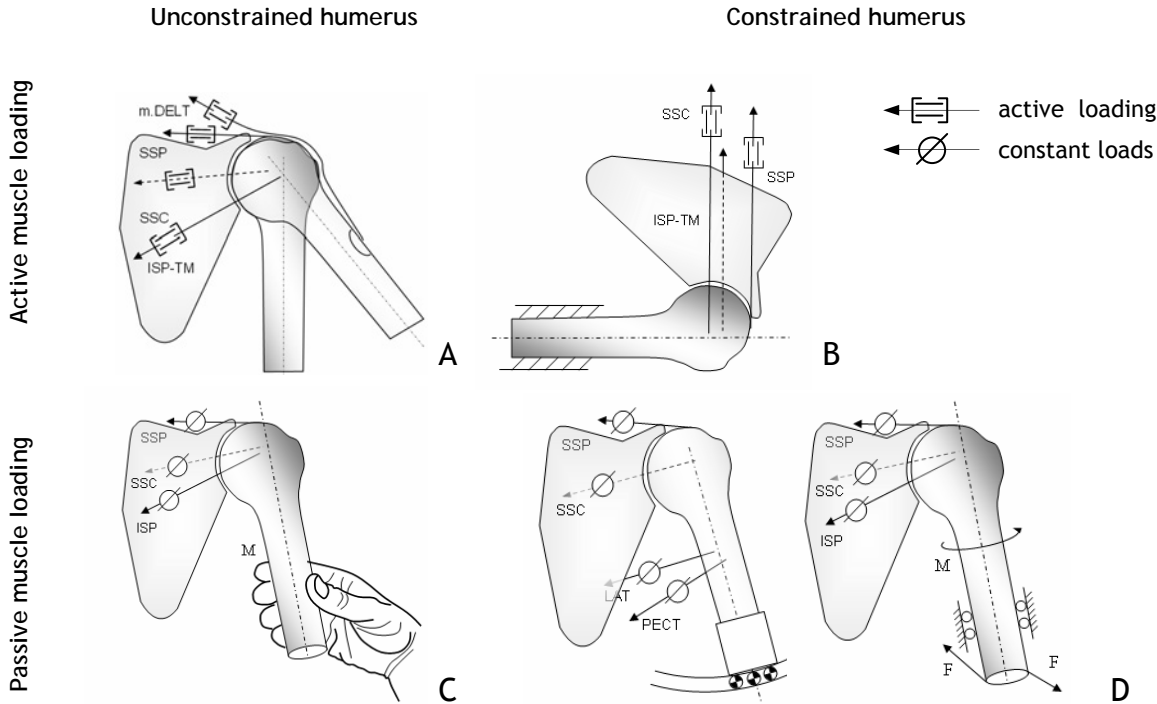 Unconstrained humerus
Constrained humerus
Active muscle loading
m.DELT
SSP
SSC
ISP-TM
A
SSC
SSP
ISP-TM
B
active loading
constant loads
Passive muscle loading
SSP
SSC
ISP
M
C
SSP
SSC
LAT
PECT
SSP
SSC
ISP
M
F
F
D